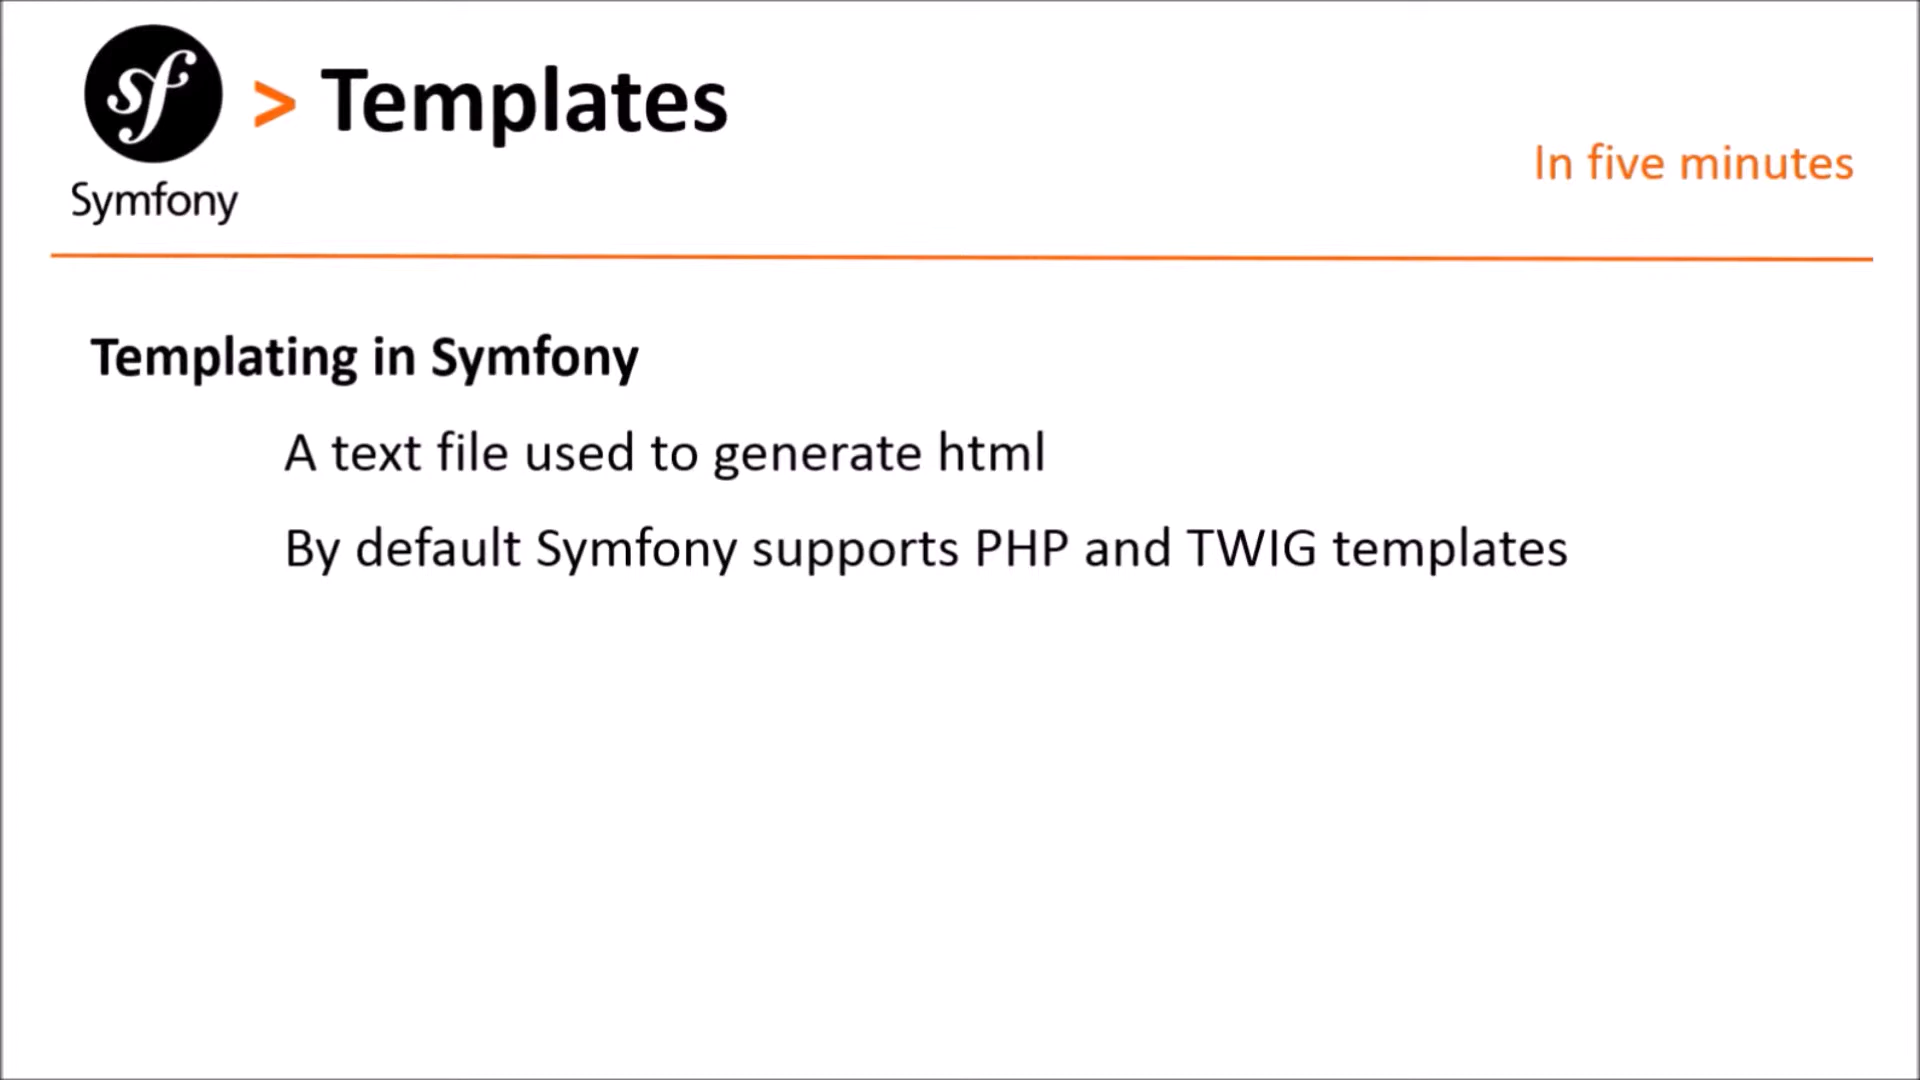 sf
> Templates
In five minutes
Symfony
Templating in Symfony
A text file used to generate html
By default Symfony supports PHP and TWIG templates